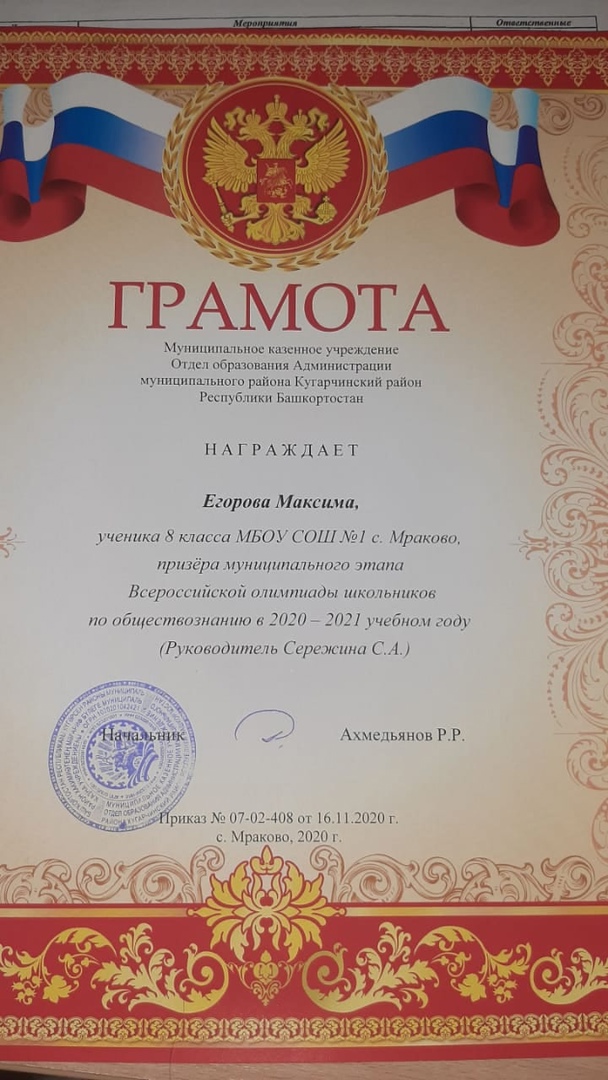 Мероприятия Ответственные
ГРАМОТА
Муниципальное казенное учреждение
Отдел образования Администрации
муниципального района Кугарчинский район
Республики Башкортостан
НАГРАЖДАЕТ
Егорова Максима,
ученика 8 класса МБОУ СОШ №1 с. Мраково,
призёра муниципального этапа
Всероссийской олимпиады школьников
по обществознанию в 2020 – 2021 учебном году
(Руководитель Сережина С.А.)
Начальник Ахмедьянов Р.Р.
Приказ № 07-02-408 от 16.11.2020 г.
с. Мраково, 2020 г.